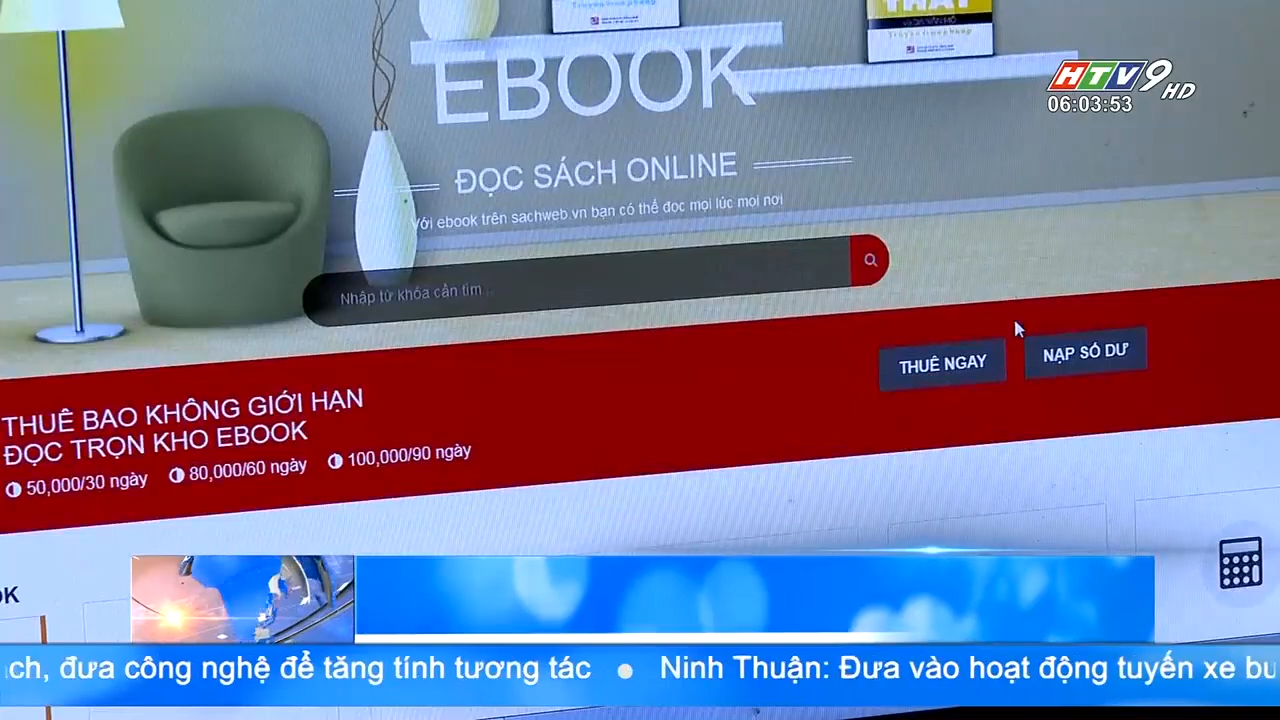 THAY
HTV9 HD
06:03:53
EBOOK
ĐỌC SÁCH ONLINE
Với ebook trên sachweb.vn bạn có thể đọc mọi lúc mọi nơi
Nhập từ khóa cần tìm...
THUÊ NGAY
NẠP SỐ DƯ
THUÊ BAO KHÔNG GIỚI HẠN
ĐỌC TRỌN KHO EBOOK
50,000/30 ngày 80,000/60 ngày 100,000/90 ngày
OK
ch, đưa công nghệ để tăng tính tương tác ● Ninh Thuận: Đưa vào hoạt động tuyến xe bu